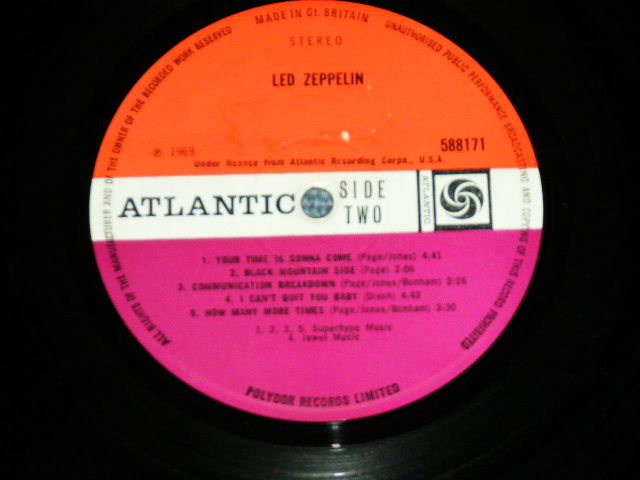 MADE IN Gt. BRITAIN
UNAUTHORISED PUBLIC PERFORMANCE BROADCASTING AND COPYING OF THIS RECORD PROHIBITED
ALL RIGHTS OF THE MANUFACTURER AND OF THE OWNER OF THE RECORDED WORK RESERVED
STEREO
LED ZEPPELIN
℗ 1969
588171
Under licence from Atlantic Recording Corpn., U.S.A.
ATLANTIC
SIDE
TWO
ATLANTIC
1. YOUR TIME IS GONNA COME (Page/Jones) 4:41
2. BLACK MOUNTAIN SIDE (Page) 2:06
3. COMMUNICATION BREAKDOWN (Page/Jones/Bonham) 2:26
4. I CAN'T QUIT YOU BABY (Dixon) 4:42
5. HOW MANY MORE TIMES (Page/Jones/Bonham) 3:30
1, 2, 3, 5. Superhype Music
4. Jewel Music
POLYDOR RECORDS LIMITED